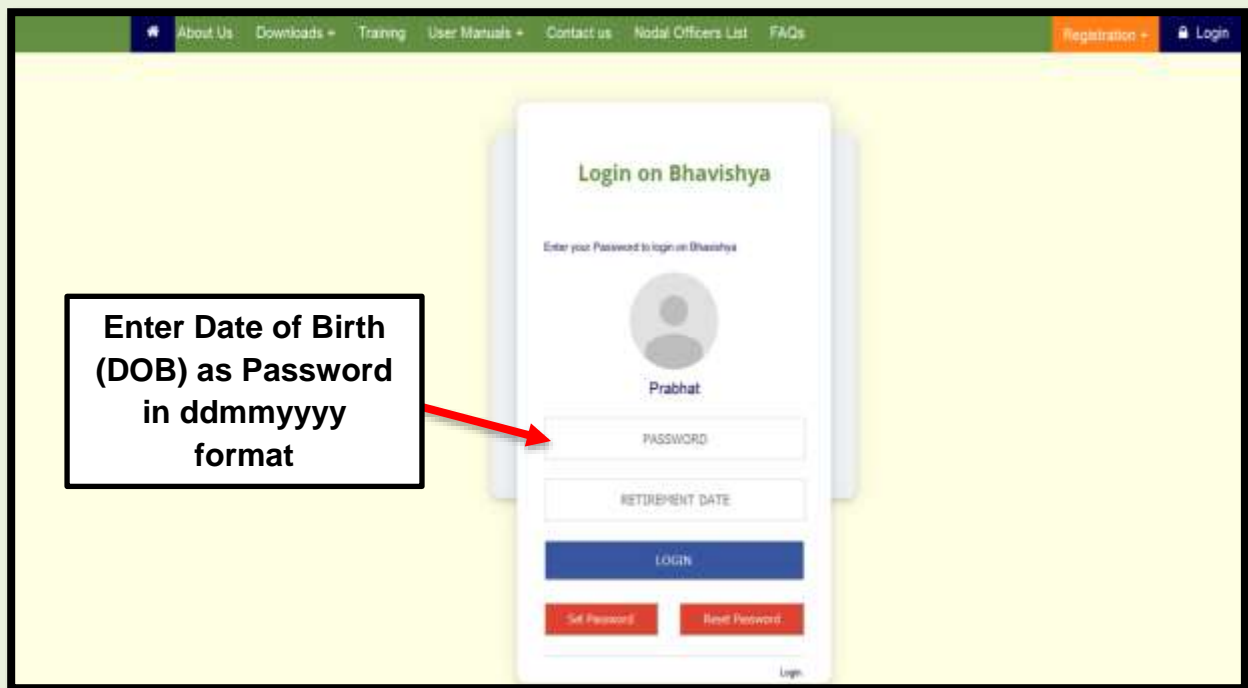 About Us Downloads + Training User Manuals + Contact us Nodal Officers List FAQs Registration + Login
Login on Bhavishya
Enter your Password to login on Bhavishya
Prabhat
Enter Date of Birth
(DOB) as Password
in ddmmyyyy
format
PASSWORD
RETIREMENT DATE
LOGIN
Set Password Reset Password
Login